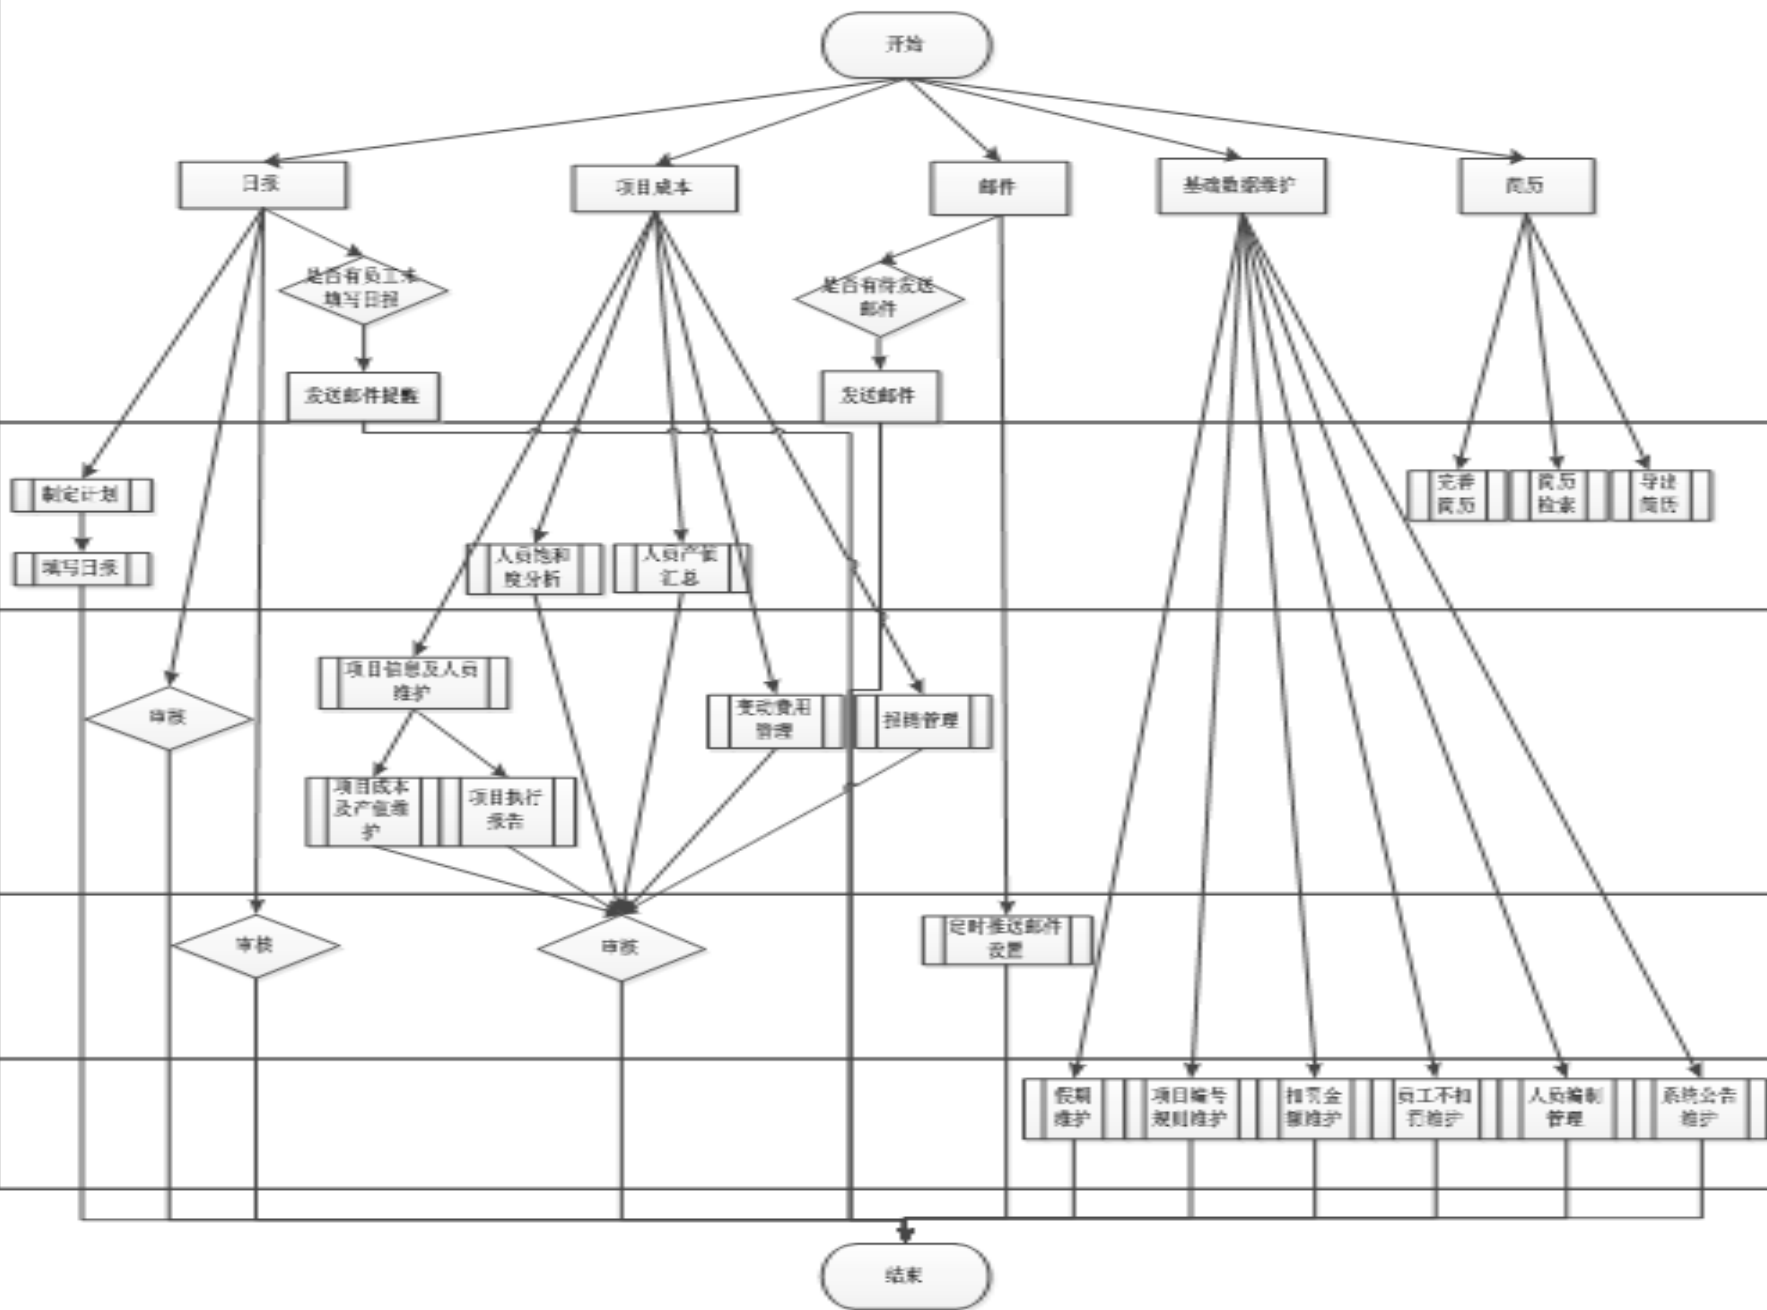 开始
日报
项目成本
邮件
基础数据维护
简历
是否有员工未
填写日报
是否有待发送
邮件
发送邮件提醒
发送邮件
制定计划
填写日报
完善
简历
简历
检索
导出
简历
人员饱和
度分析
人员产值
汇总
项目信息及人员
维护
审核
变动费用
管理
报销管理
项目成本
及产值维
护
项目执行
报告
审核
审核
定时推送邮件
设置
假期
维护
项目编号
规则维护
扣罚金
额维护
员工不扣
罚维护
人员编制
管理
系统公告
维护
结束